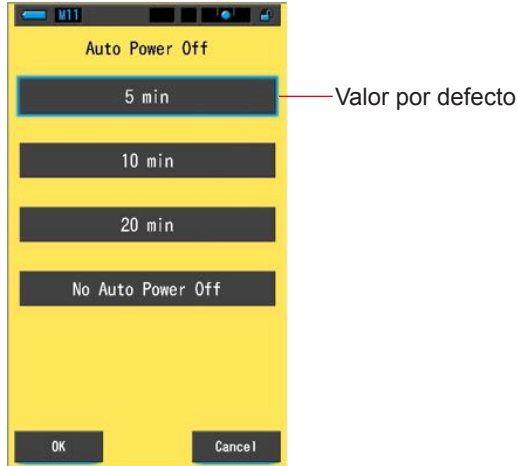 M11
Auto Power Off
5 min
Valor por defecto
10 min
20 min
No Auto Power Off
OK
Cancel